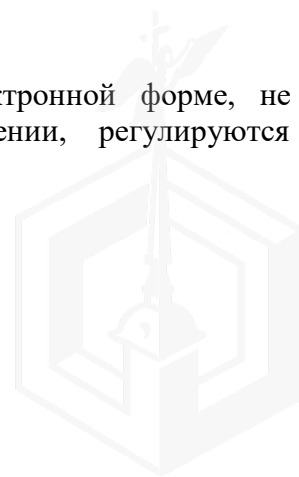 ктронной форме, не
ении, регулируются